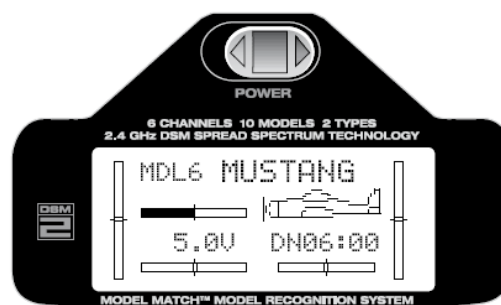 POWER
6 CHANNELS 10 MODELS 2 TYPES
2.4 GHz DSM SPREAD SPECTRUM TECHNOLOGY
MDL6 MUSTANG
DSM
2
5.0V DN06:00
MODEL MATCH™ MODEL RECOGNITION SYSTEM